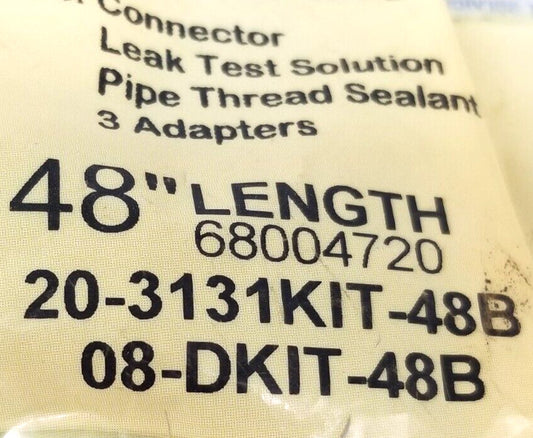 Connector
Leak Test Solution
Pipe Thread Sealant
3 Adapters
48" LENGTH
68004720
20-3131KIT-48B
08-DKIT-48B